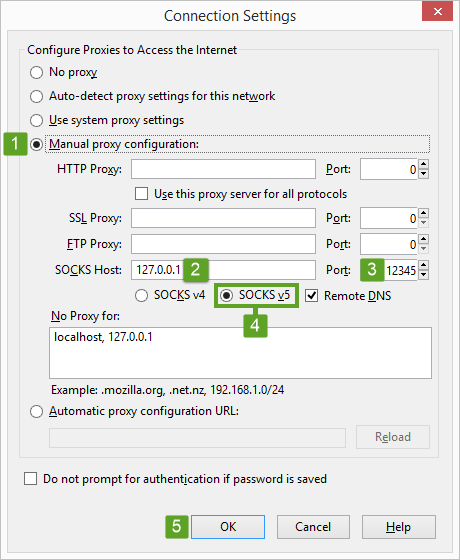 Connection Settings
Configure Proxies to Access the Internet
No proxy
Auto-detect proxy settings for this network
Use system proxy settings
1 Manual proxy configuration:
HTTP Proxy: Port: 0
Use this proxy server for all protocols
SSL Proxy: Port: 0
FTP Proxy: Port: 0
SOCKS Host: 127.0.0.1 2 Port: 3 12345
SOCKS v4 SOCKS v5 Remote DNS
4
No Proxy for:
localhost, 127.0.0.1
Example: .mozilla.org, .net.nz, 192.168.1.0/24
Automatic proxy configuration URL:
Reload
Do not prompt for authentication if password is saved
5 OK Cancel Help